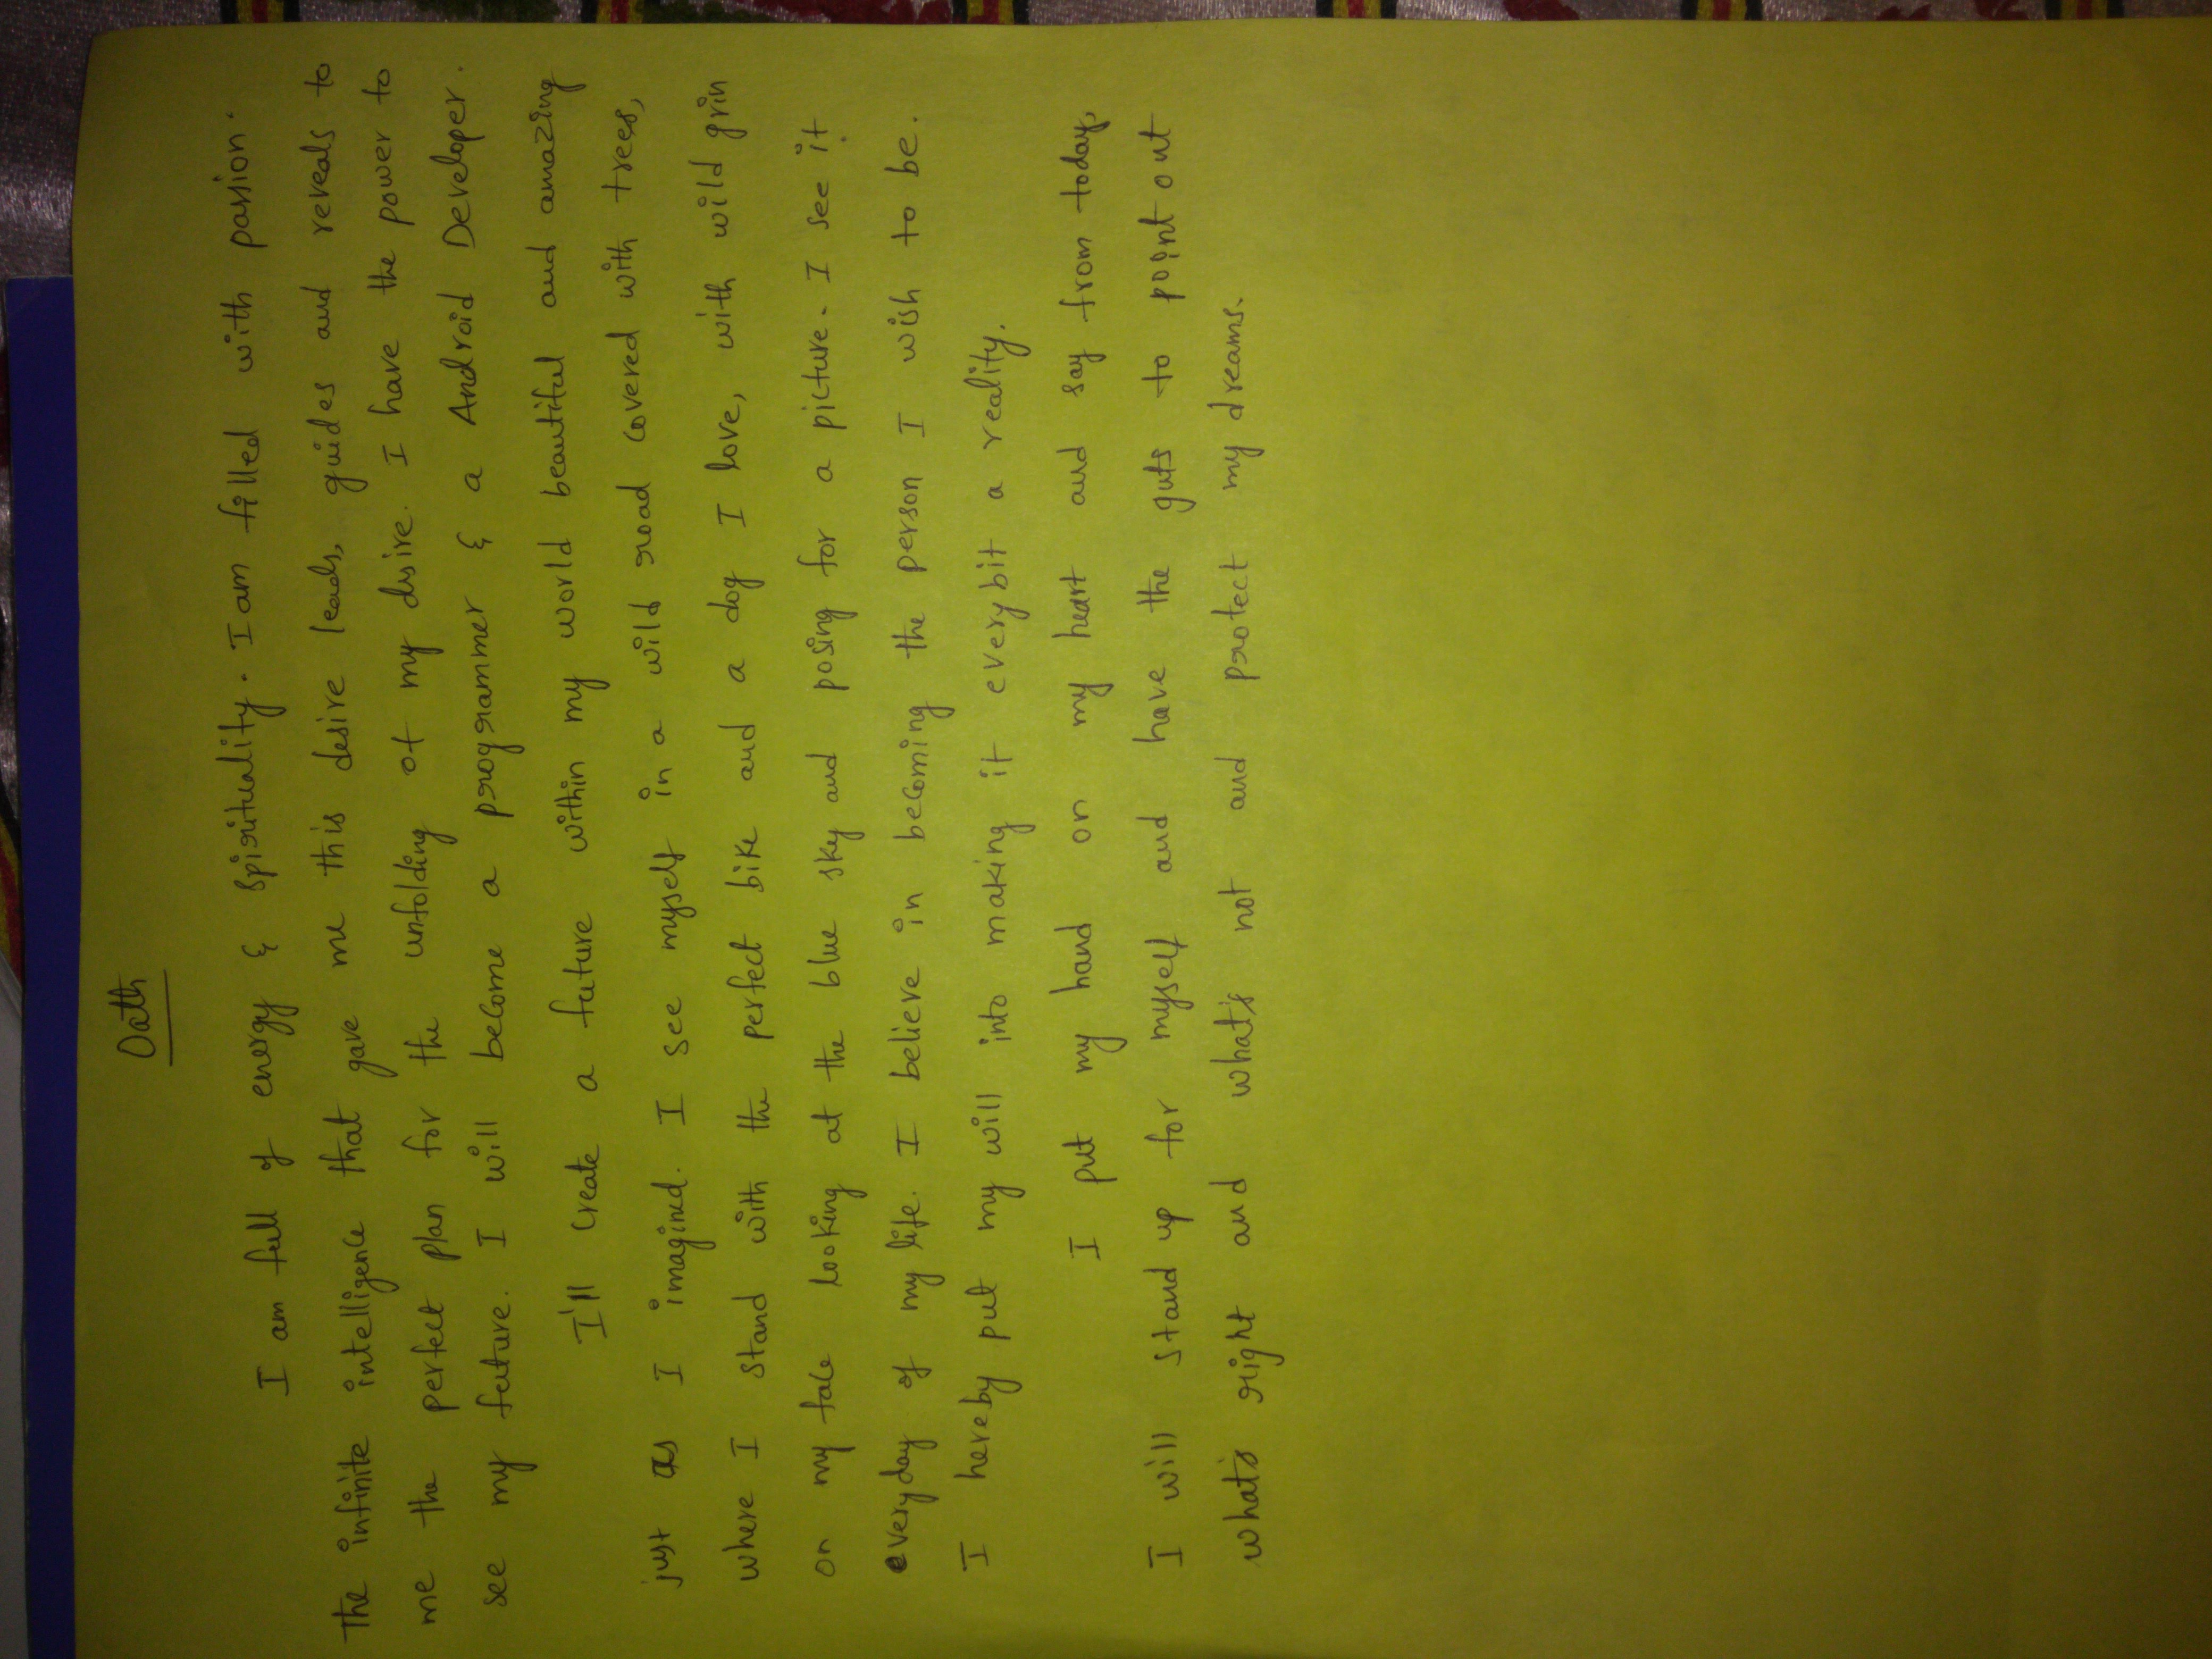 Oath
I am full of energy & spirituality. I am filled with passion.
The infinite intelligence that gave me this desire leads, guides and reveals to
me the perfect plan for the unfolding of my desire. I have the power to
see my future. I will become a programmer & a Android Developer.
I'll create a future within my world beautiful and amazing
just as I imagined. I see myself in a wild road covered with trees,
where I stand with the perfect bike and a dog I love, with wild grin
on my face looking at the blue sky and posing for a picture. I see it
everyday of my life. I believe in becoming the person I wish to be.
I hereby put my will into making it everybit a reality.
I put my hand on my heart and say from today,
I will stand up for myself and have the guts to point out
what's right and what's not and protect my dreams.